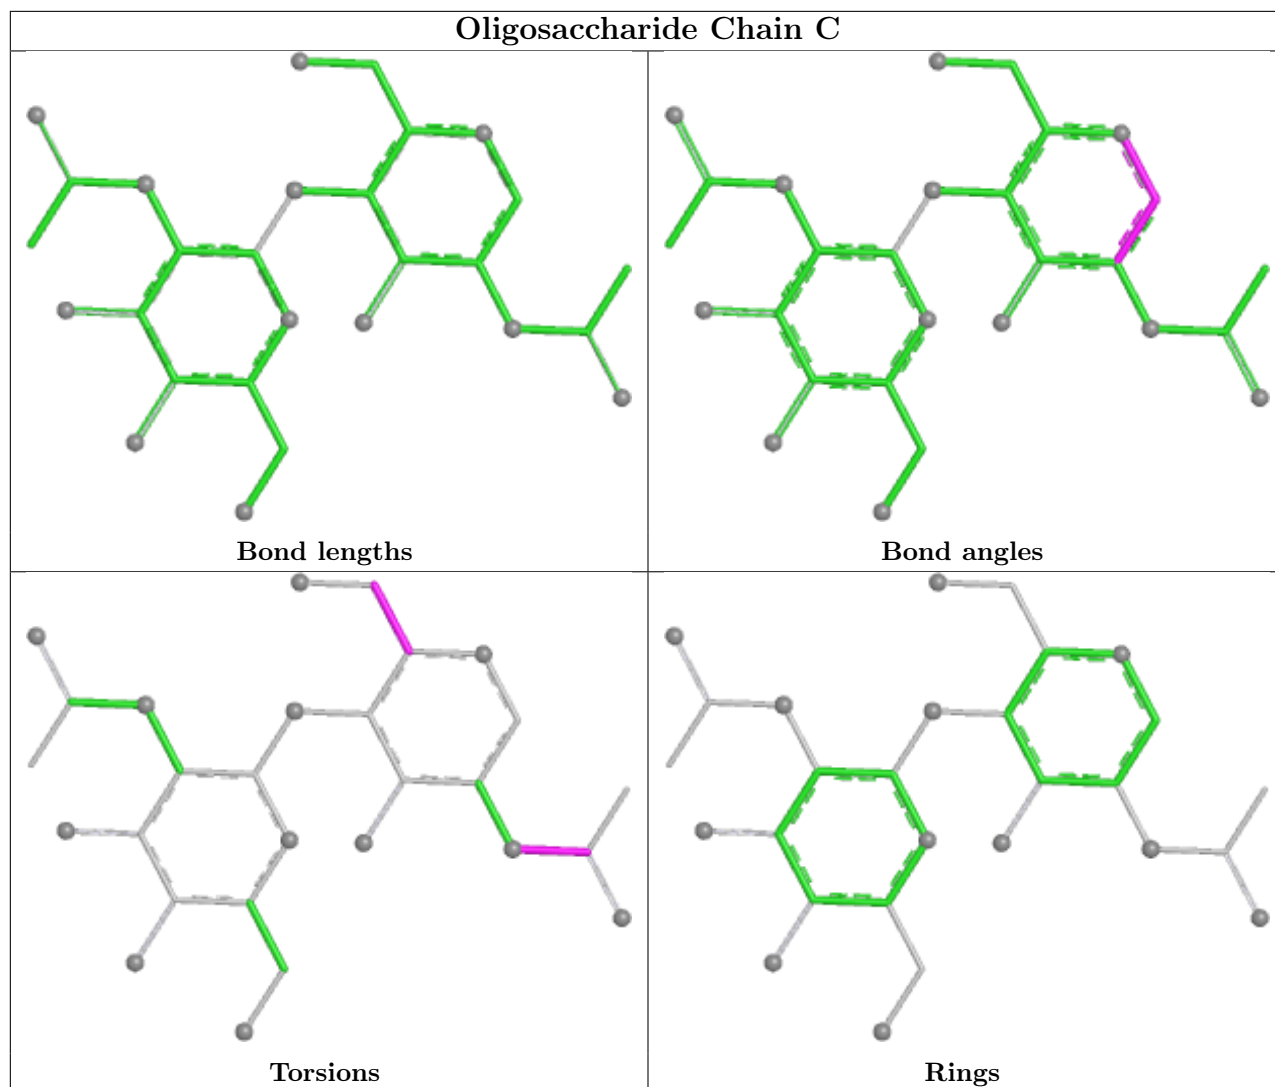 Oligosaccharide Chain C
Bond lengths
Bond angles
Torsions
Rings